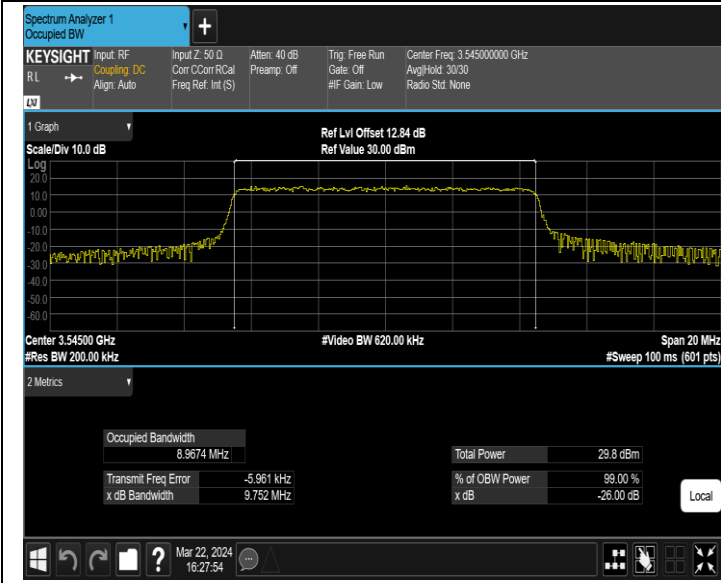 Spectrum Analyzer 1
Occupied BW
+
KEYSIGHT Input: RF Input Z: 50 Ω Atten: 40 dB Trig: Free Run Center Freq: 3.545000000 GHz
R L Coupling: DC Corr CCorr RCal Preamp: Off Gate: Off Avg|Hold: 30/30
Align: Auto Freq Ref: Int (S) #IF Gain: Low Radio Std: None
LXI
1 Graph
Ref Lvl Offset 12.84 dB
Scale/Div 10.0 dB Ref Value 30.00 dBm
Log
20.0
10.0
0.00
-10.0
-20.0
-30.0
-40.0
-50.0
-60.0
Center 3.54500 GHz #Video BW 620.00 kHz Span 20 MHz
#Res BW 200.00 kHz #Sweep 100 ms (601 pts)
2 Metrics
Occupied Bandwidth
8.9674 MHz Total Power 29.8 dBm
Transmit Freq Error -5.961 kHz % of OBW Power 99.00 %
x dB Bandwidth 9.752 MHz x dB -26.00 dB
Local
? Mar 22, 2024
16:27:54